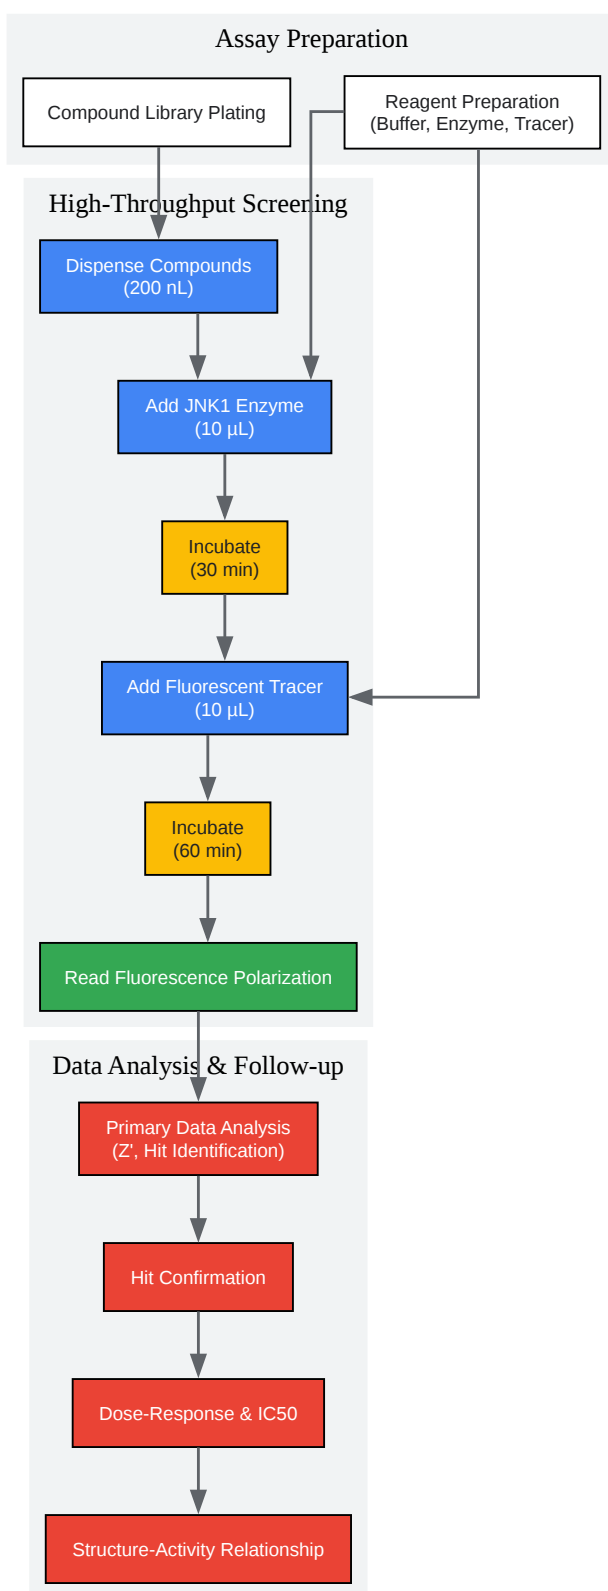 Assay Preparation
Compound Library Plating
Reagent Preparation
(Buffer, Enzyme, Tracer)
High-Throughput Screening
Dispense Compounds
(200 nL)
Add JNK1 Enzyme
(10 µL)
Incubate
(30 min)
Add Fluorescent Tracer
(10 µL)
Incubate
(60 min)
Read Fluorescence Polarization
Data Analysis & Follow-up
Primary Data Analysis
(Z', Hit Identification)
Hit Confirmation
Dose-Response & IC50
Structure-Activity Relationship